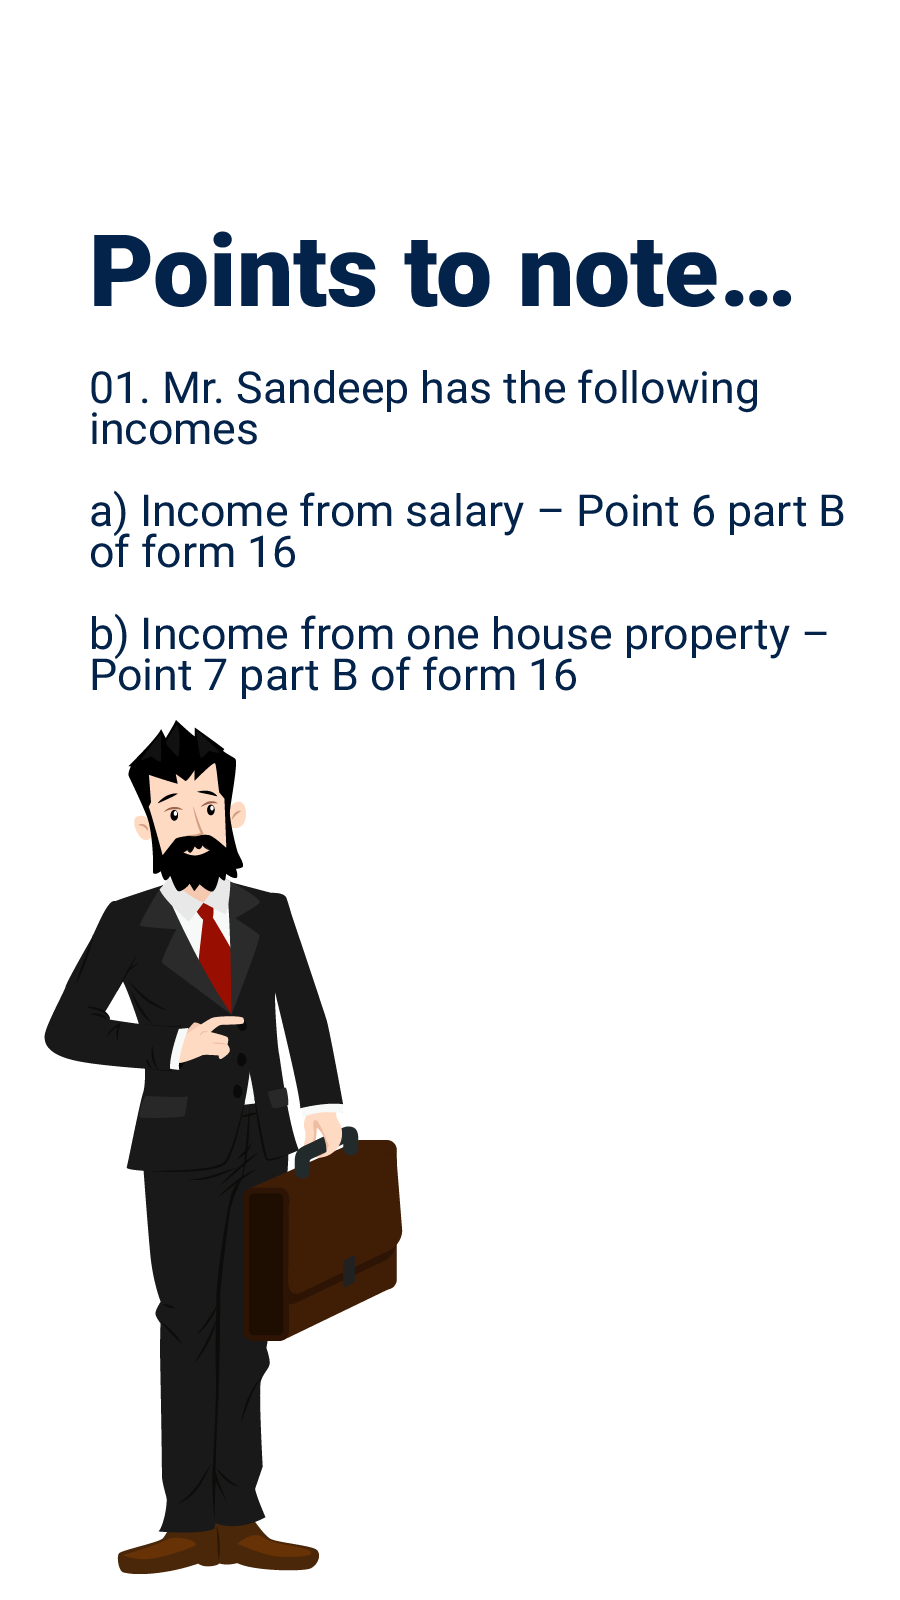 Points to note...
01. Mr. Sandeep has the following
incomes
a) Income from salary – Point 6 part B
of form 16
b) Income from one house property –
Point 7 part B of form 16